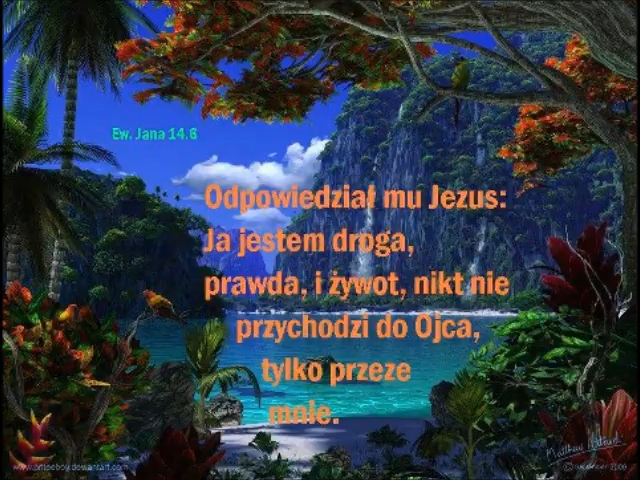 Ew. Jana 14.6
Odpowiedział mu Jezus:
Ja jestem droga,
prawda, i żywot, nikt nie
przychodzi do Ojca,
tylko przeze
mnie.